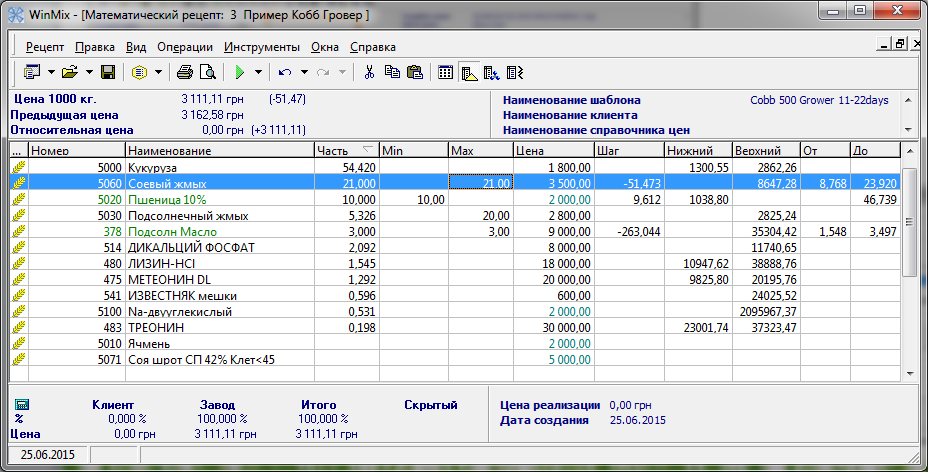 WinMix - [Математический рецепт: 3 Пример Кобб Гровер ]
Рецепт Правка Вид Операции Инструменты Окна Справка
Цена 1000 кг. 3 111,11 грн (-51,47)
Предыдущая цена 3 162,58 грн
Относительная цена 0,00 грн (+3 111,11)
Наименование шаблона Cobb 500 Grower 11-22days
Наименование клиента
Наименование справочника цен
... Номер Наименование Часть Min Max Цена Шаг Нижний Верхний От До
5000 Кукуруза 54,420 1 800,00 1300,55 2862,26
5060 Соевый жмых 21,000 21.00 3 500,00 -51,473 8647,28 8,768 23,920
5020 Пшеница 10% 10,000 10,00 2 000,00 9,612 1038,80 46,739
5030 Подсолнечный жмых 5,326 20,00 2 800,00 2825,24
378 Подсолн Масло 3,000 3,00 9 000,00 -263,044 35304,42 1,548 3,497
514 ДИКАЛЬЦИЙ ФОСФАТ 2,092 8 000,00 11740,65
480 ЛИЗИН-HCl 1,545 18 000,00 10947,62 38888,76
475 МЕТЕОНИН DL 1,292 20 000,00 9825,80 20195,76
541 ИЗВЕСТНЯК мешки 0,596 600,00 24025,52
5100 Na-двууглекислый 0,531 2 000,00 2095967,37
483 ТРЕОНИН 0,198 30 000,00 23001,74 37323,47
5010 Ячмень 2 000,00
5071 Соя шрот СП 42% Клет<45 5 000,00
Клиент Завод Итого Скрытый
% 0,000 % 100,000 % 100,000 %
Цена 0,00 грн 3 111,11 грн 3 111,11 грн
Цена реализации 0,00 грн
Дата создания 25.06.2015
25.06.2015